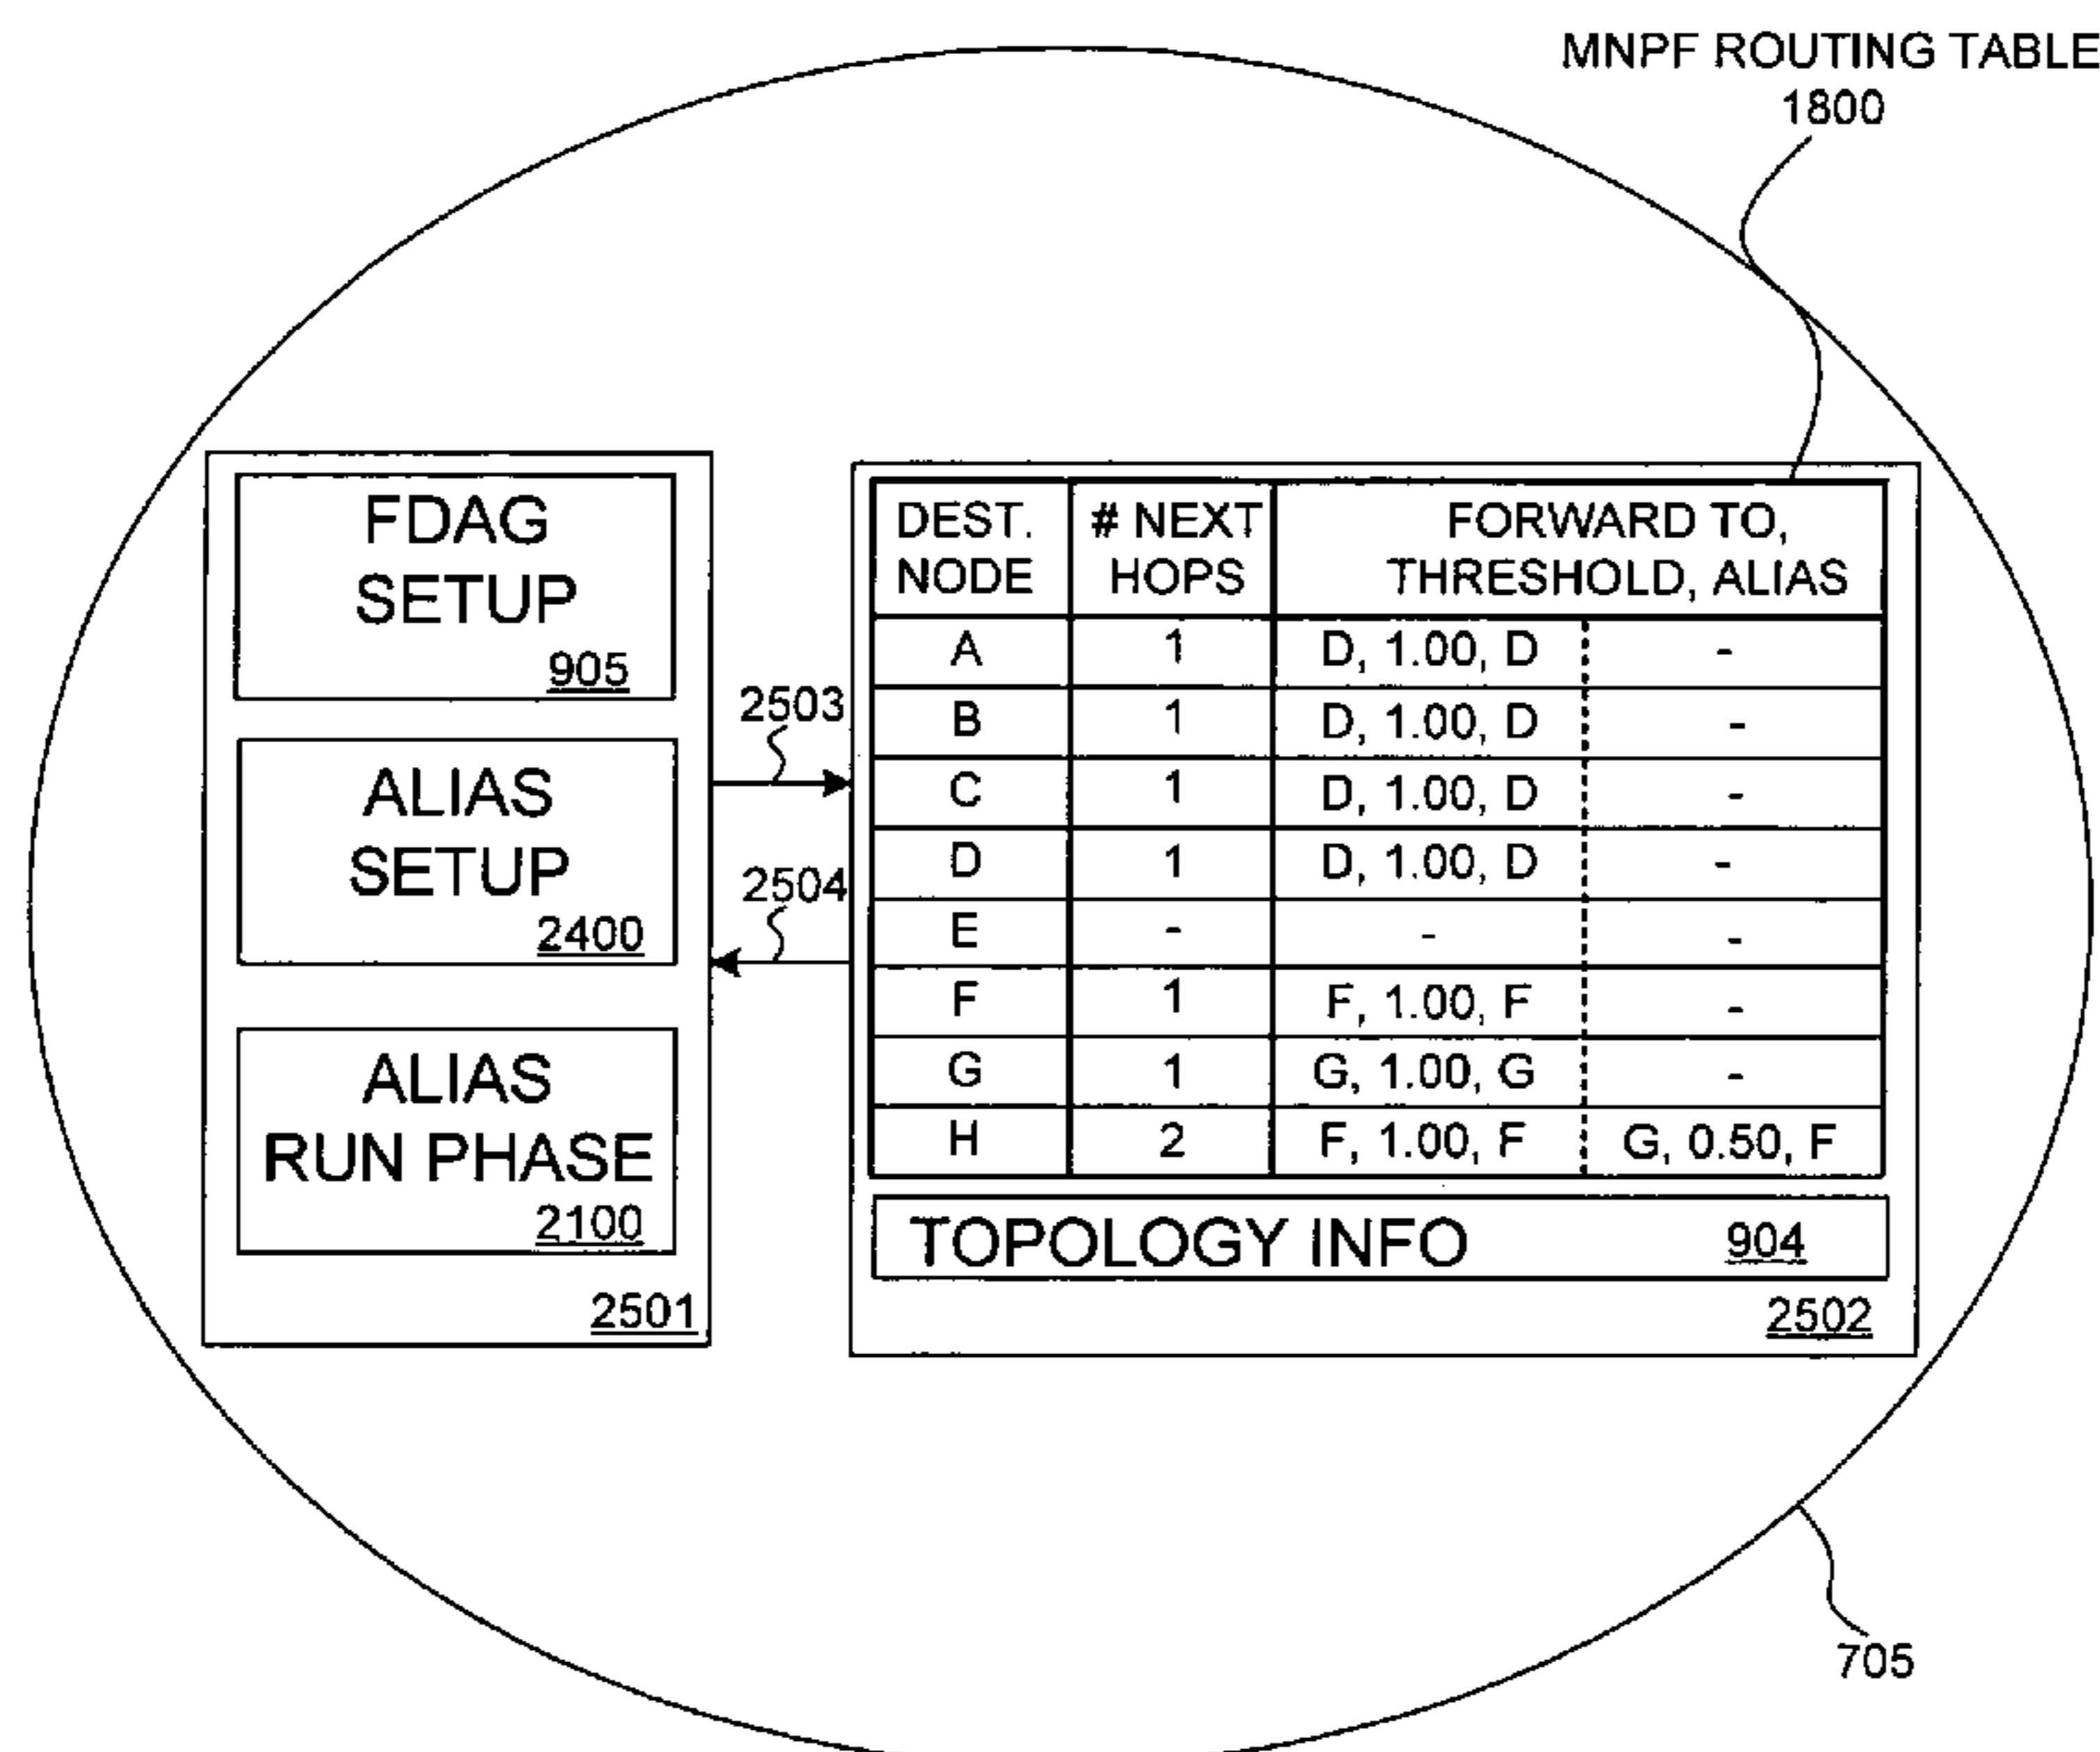 MNPF ROUTING TABLE
1800
FDAG
SETUP
905
ALIAS
SETUP
2400
ALIAS
RUN PHASE
2100
2501
2503
2504
DEST. NODE # NEXT HOPS FORWARD TO, THRESHOLD, ALIAS
A 1 D, 1.00, D -
B 1 D, 1.00, D -
C 1 D, 1.00, D -
D 1 D, 1.00, D -
E - - -
F 1 F, 1.00, F -
G 1 G, 1.00, G -
H 2 F, 1.00, F G, 0.50, F
TOPOLOGY INFO 904
2502
705